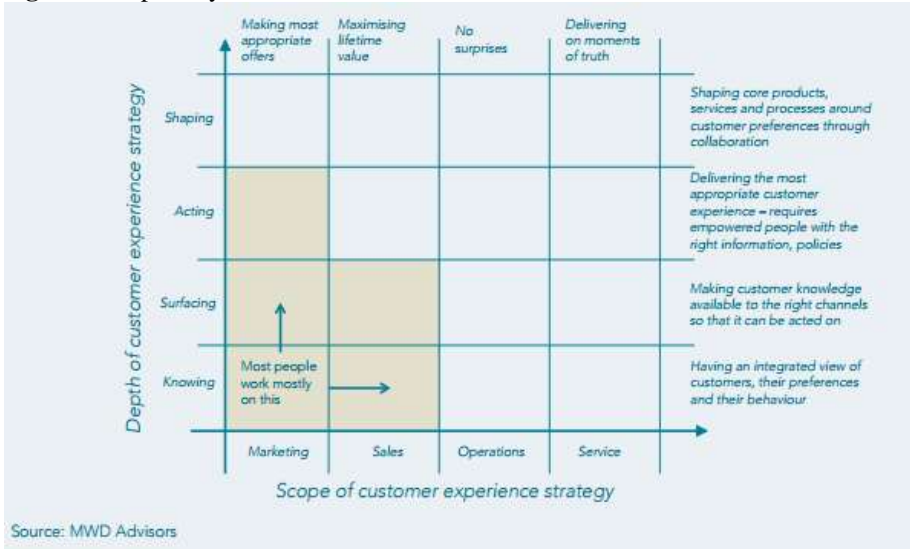 Making most
appropriate
offers
Maximising
lifetime
value
No
surprises
Delivering
on moments
of truth
Depth of customer experience strategy
Shaping
Shaping core products,
services and processes around
customer preferences through
collaboration
Acting
Delivering the most
appropriate customer
experience – requires
empowered people with the
right information, policies
Surfacing
Making customer knowledge
available to the right channels
so that it can be acted on
Knowing
Most people
work mostly
on this
Having an integrated view of
customers, their preferences
and their behaviour
Marketing
Sales
Operations
Service
Scope of customer experience strategy
Source: MWD Advisors